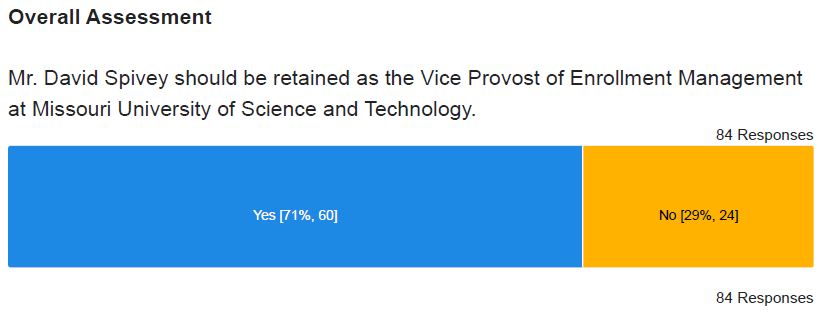 Overall Assessment
Mr. David Spivey should be retained as the Vice Provost of Enrollment Management
at Missouri University of Science and Technology.
84 Responses
Yes [71%, 60]
No [29%, 24]
84 Responses